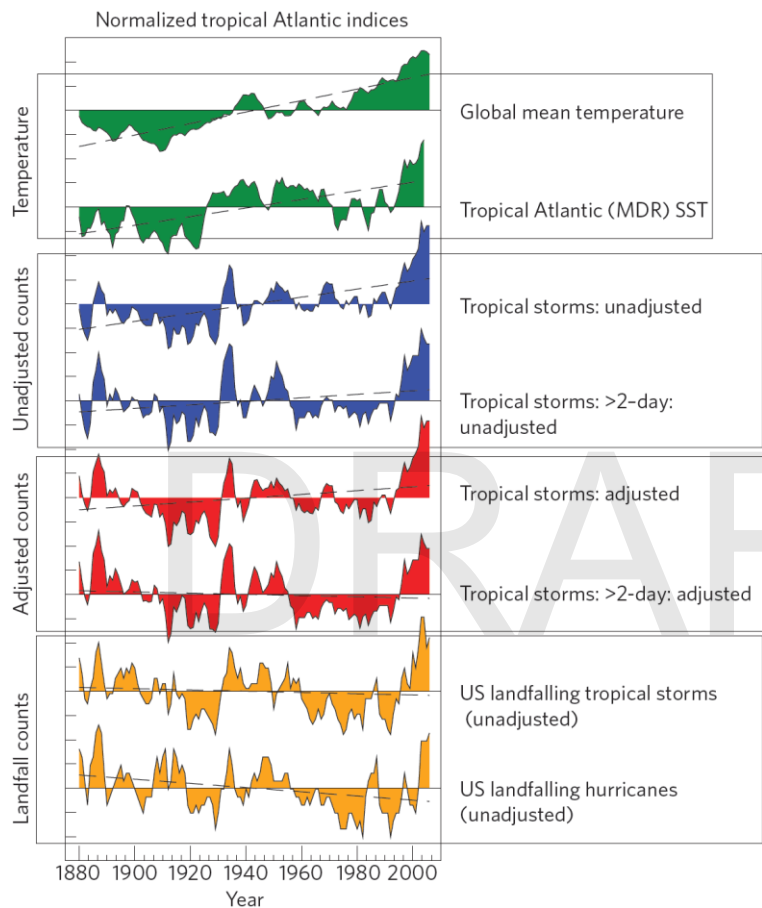 Normalized tropical Atlantic indices
Temperature
Global mean temperature
Tropical Atlantic (MDR) SST
Unadjusted counts
Tropical storms: unadjusted
Tropical storms: >2–day:
unadjusted
Adjusted counts
Tropical storms: adjusted
Tropical storms: >2-day: adjusted
DRAF
Landfall counts
US landfalling tropical storms
(unadjusted)
US landfalling hurricanes
(unadjusted)
1880 1900 1920 1940 1960 1980 2000
Year